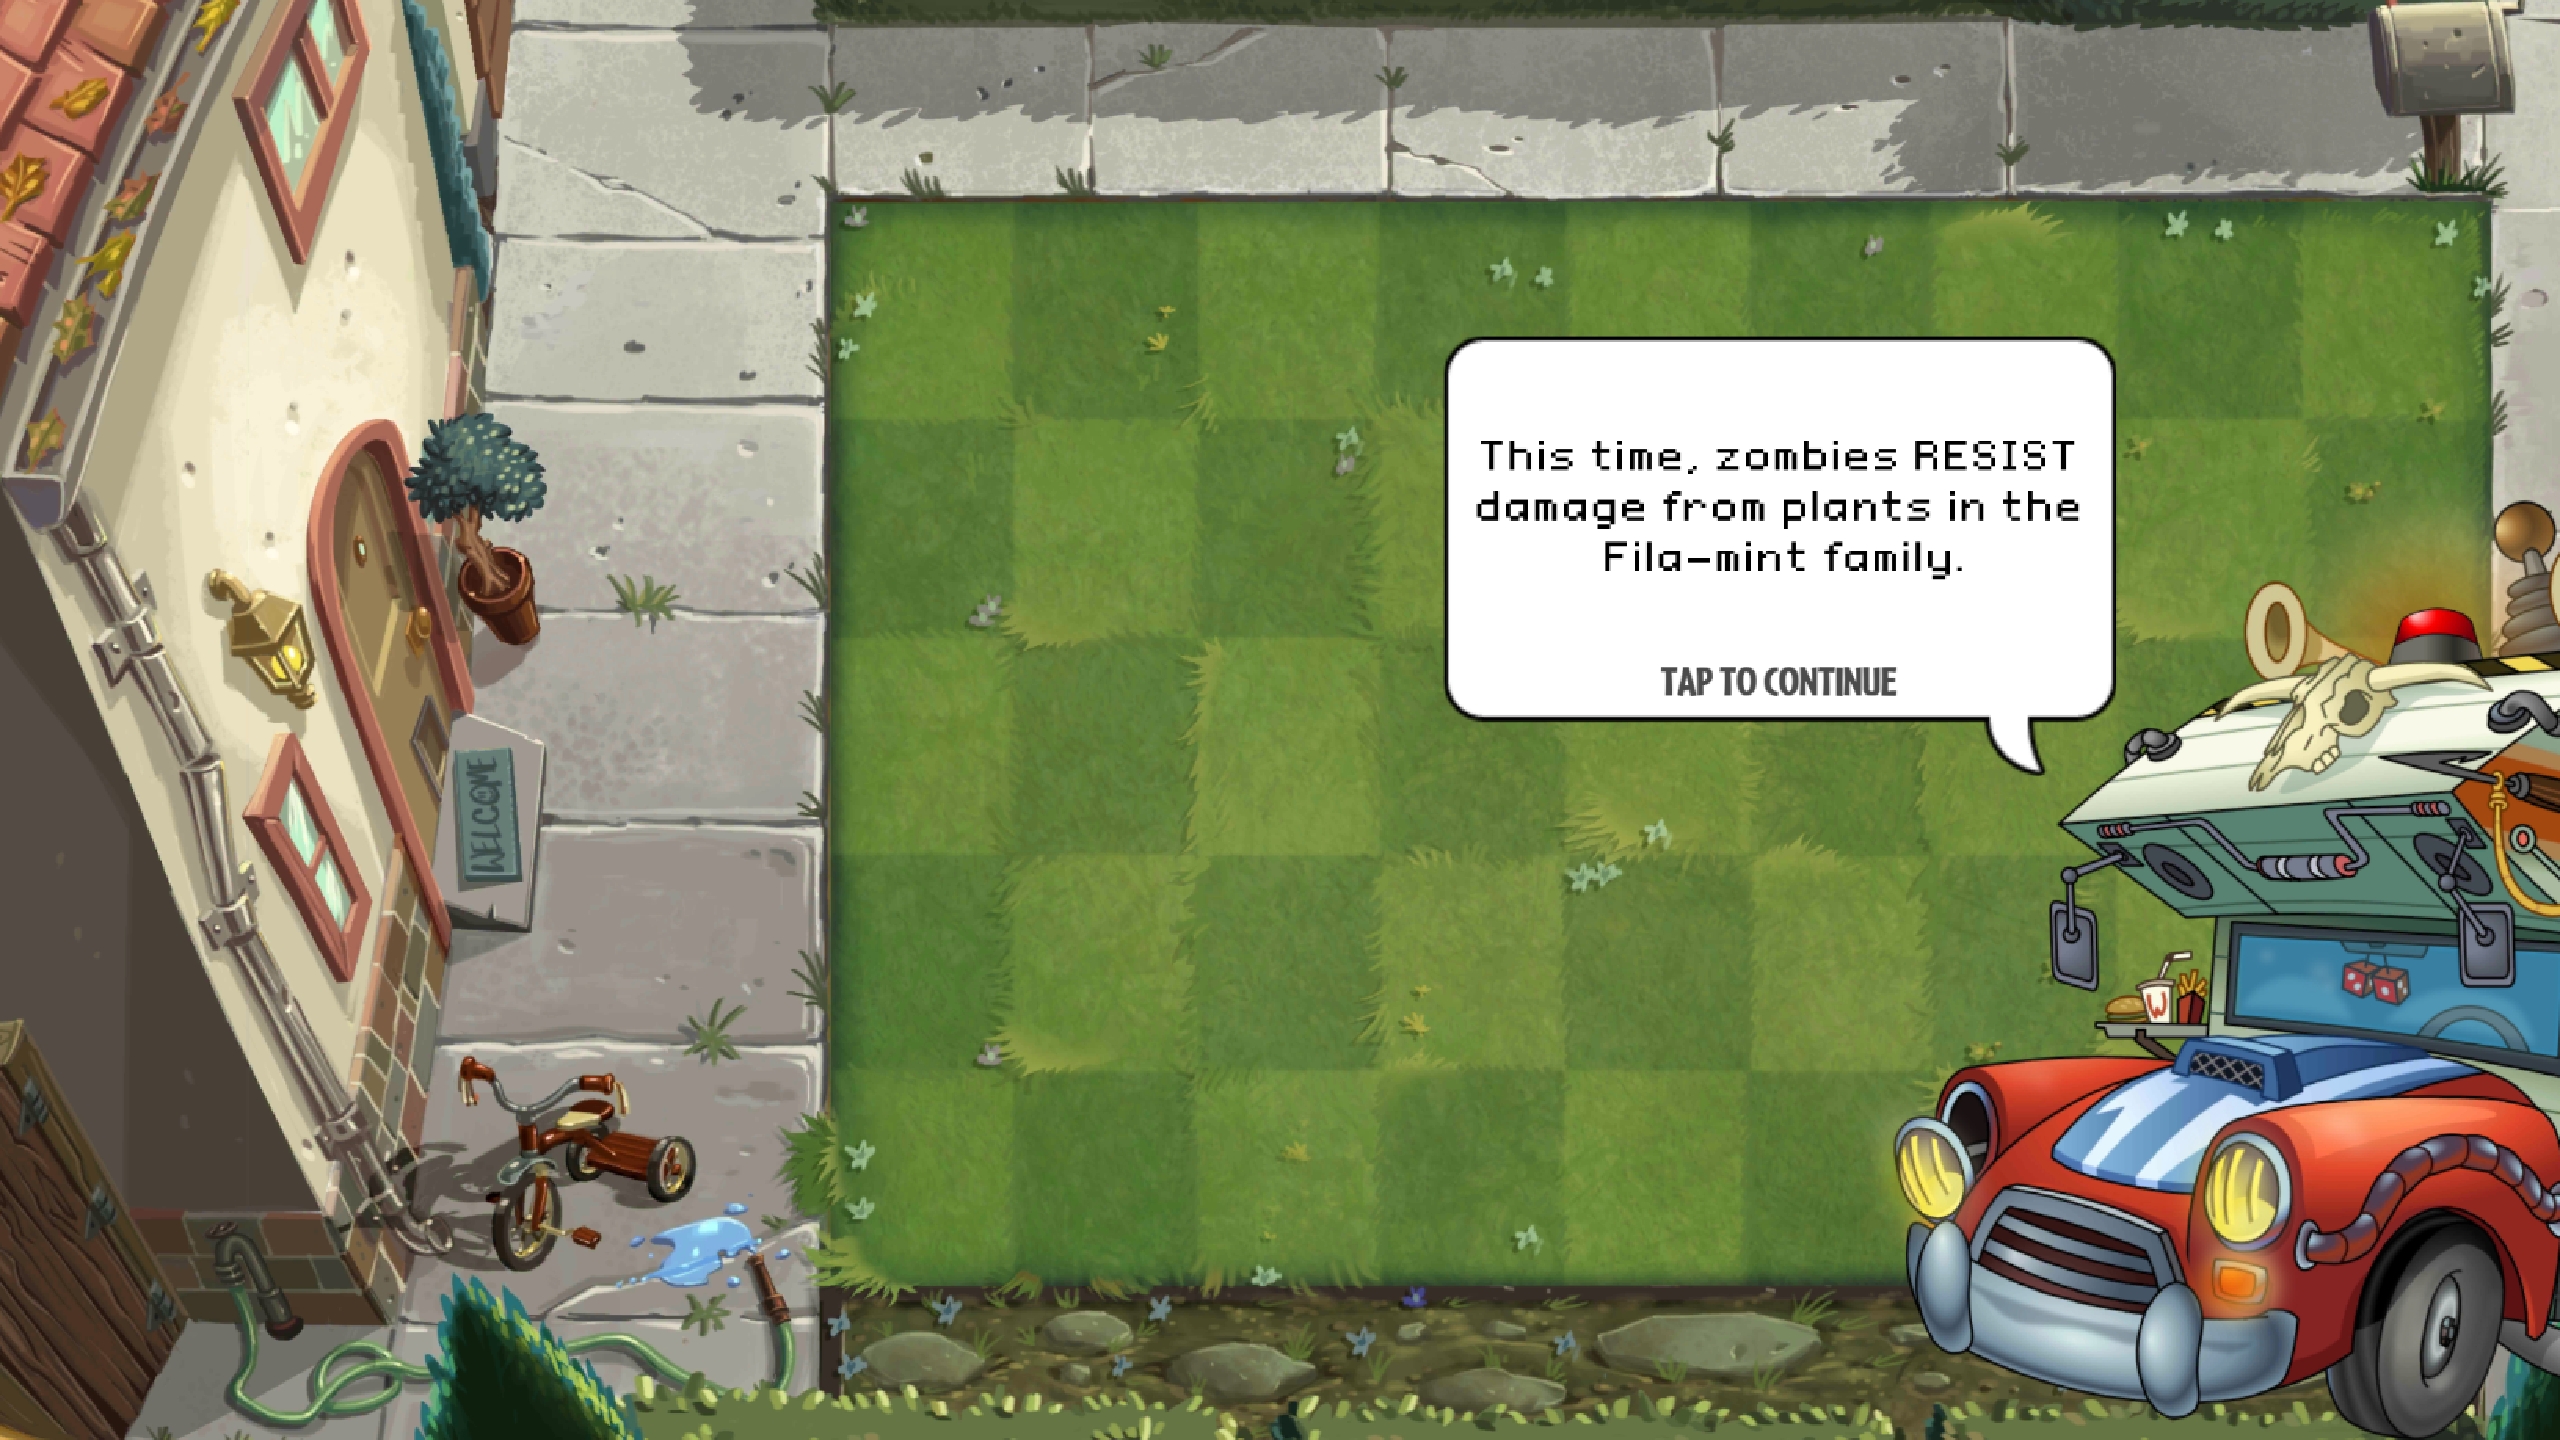 This time, zombies RESIST
damage from plants in the
Fila-mint family.
TAP TO CONTINUE
WELCOME
W